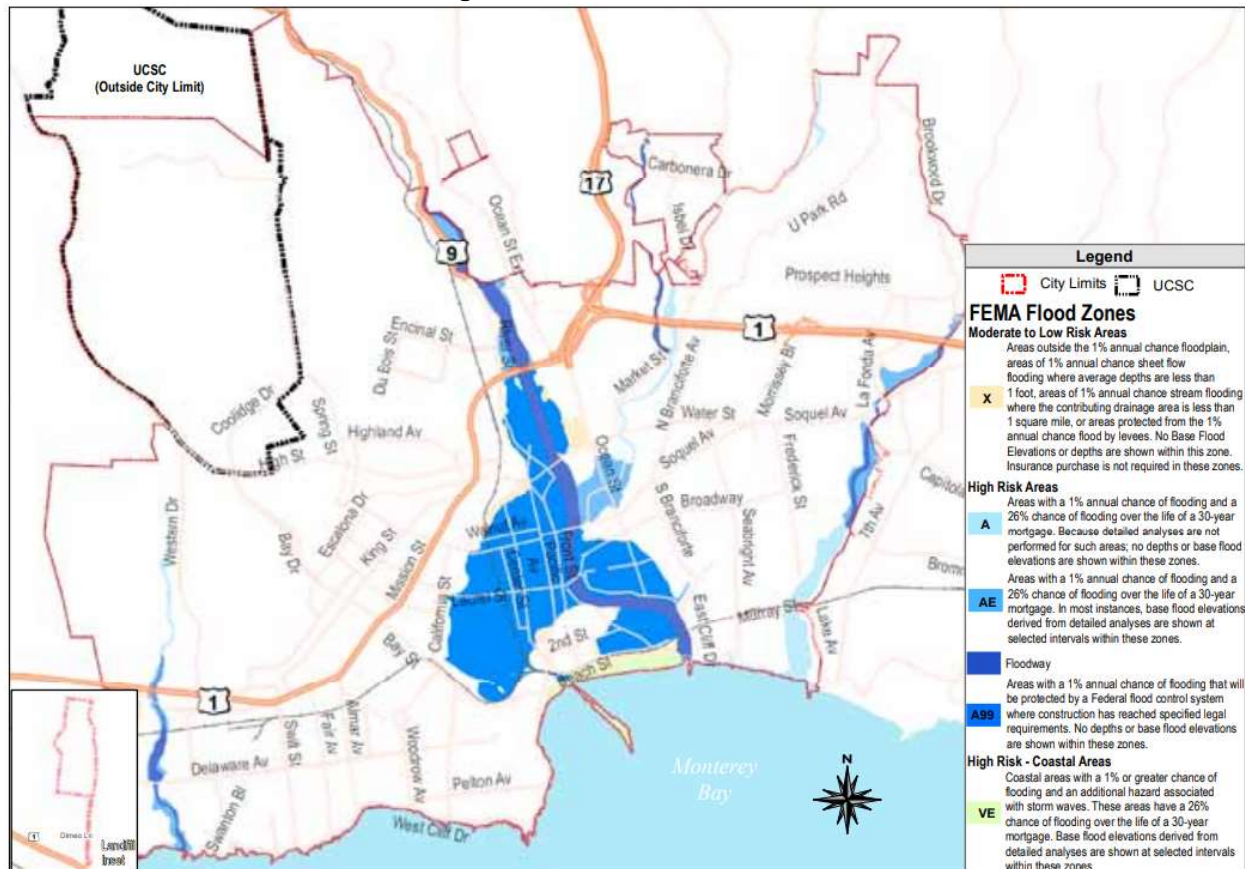 UCSC
(Outside City Limit)
17
Carbonera Dr
Isbel Dr
Brookwood Dr
U Park Rd
Ocean St Ext
9
Prospect Heights
1
Encinal St
River St
Du Bois St
Market St
N Branciforte Av
Morrissey Bl
La Fonda Av
Coolidge Dr
Spring St
Highland Av
High St
Water St
Soquel Av
Soquel Av
Ocean St
Frederick St
Capitola
Western Dr
Bay Dr
Escalona Dr
King St
Mission St
Walnut Av
Front St
Pacific
Av
S Branciforte
Broadway
Seabright Av
7th Av
Brom
California St
Laurel St
2nd St
East Cliff D
Murray
Lake Av
Bay St
Beach St
1
Swift St
Fair Av
Almar Av
Delaware Av
Woodrow Av
Pelton Av
Swanton Bl
West Cliff Dr
Monterey
Bay
N
1
Dimeo Ln
Landfill
Inset
Legend
City Limits
UCSC
FEMA Flood Zones
Moderate to Low Risk Areas
X
Areas outside the 1% annual chance floodplain,
areas of 1% annual chance sheet flow
flooding where average depths are less than
1 foot, areas of 1% annual chance stream flooding
where the contributing drainage area is less than
1 square mile, or areas protected from the 1%
annual chance flood by levees. No Base Flood
Elevations or depths are shown within this zone.
Insurance purchase is not required in these zones.
High Risk Areas
A
Areas with a 1% annual chance of flooding and a
26% chance of flooding over the life of a 30-year
mortgage. Because detailed analyses are not
performed for such areas; no depths or base flood
elevations are shown within these zones.
AE
Areas with a 1% annual chance of flooding and a
26% chance of flooding over the life of a 30-year
mortgage. In most instances, base flood elevations
derived from detailed analyses are shown at
selected intervals within these zones.
Floodway
A99
Areas with a 1% annual chance of flooding that will
be protected by a Federal flood control system
where construction has reached specified legal
requirements. No depths or base flood elevations
are shown within these zones.
High Risk - Coastal Areas
VE
Coastal areas with a 1% or greater chance of
flooding and an additional hazard associated
with storm waves. These areas have a 26%
chance of flooding over the life of a 30-year
mortgage. Base flood elevations derived from
detailed analyses are shown at selected intervals
within these zones